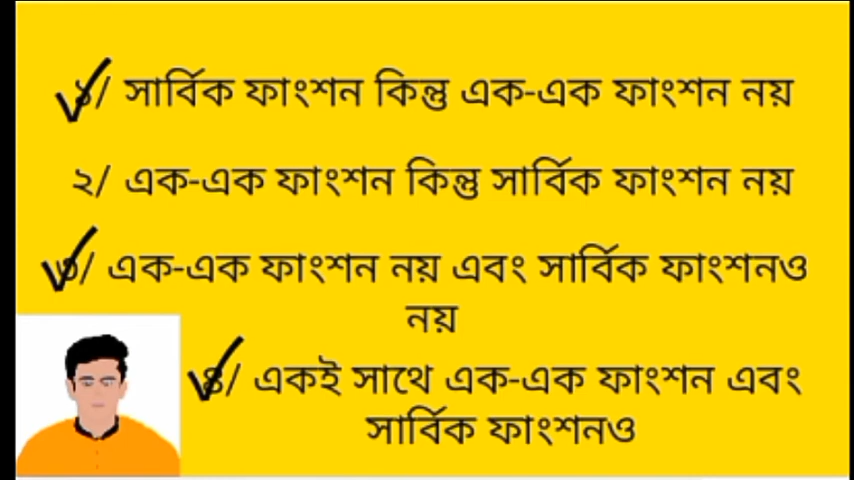 ১/ সার্বিক ফাংশন কিন্তু এক-এক ফাংশন নয়
২/ এক-এক ফাংশন কিন্তু সার্বিক ফাংশন নয়
৩/ এক-এক ফাংশন নয় এবং সার্বিক ফাংশনও
নয়
৪/ একই সাথে এক-এক ফাংশন এবং
সার্বিক ফাংশনও